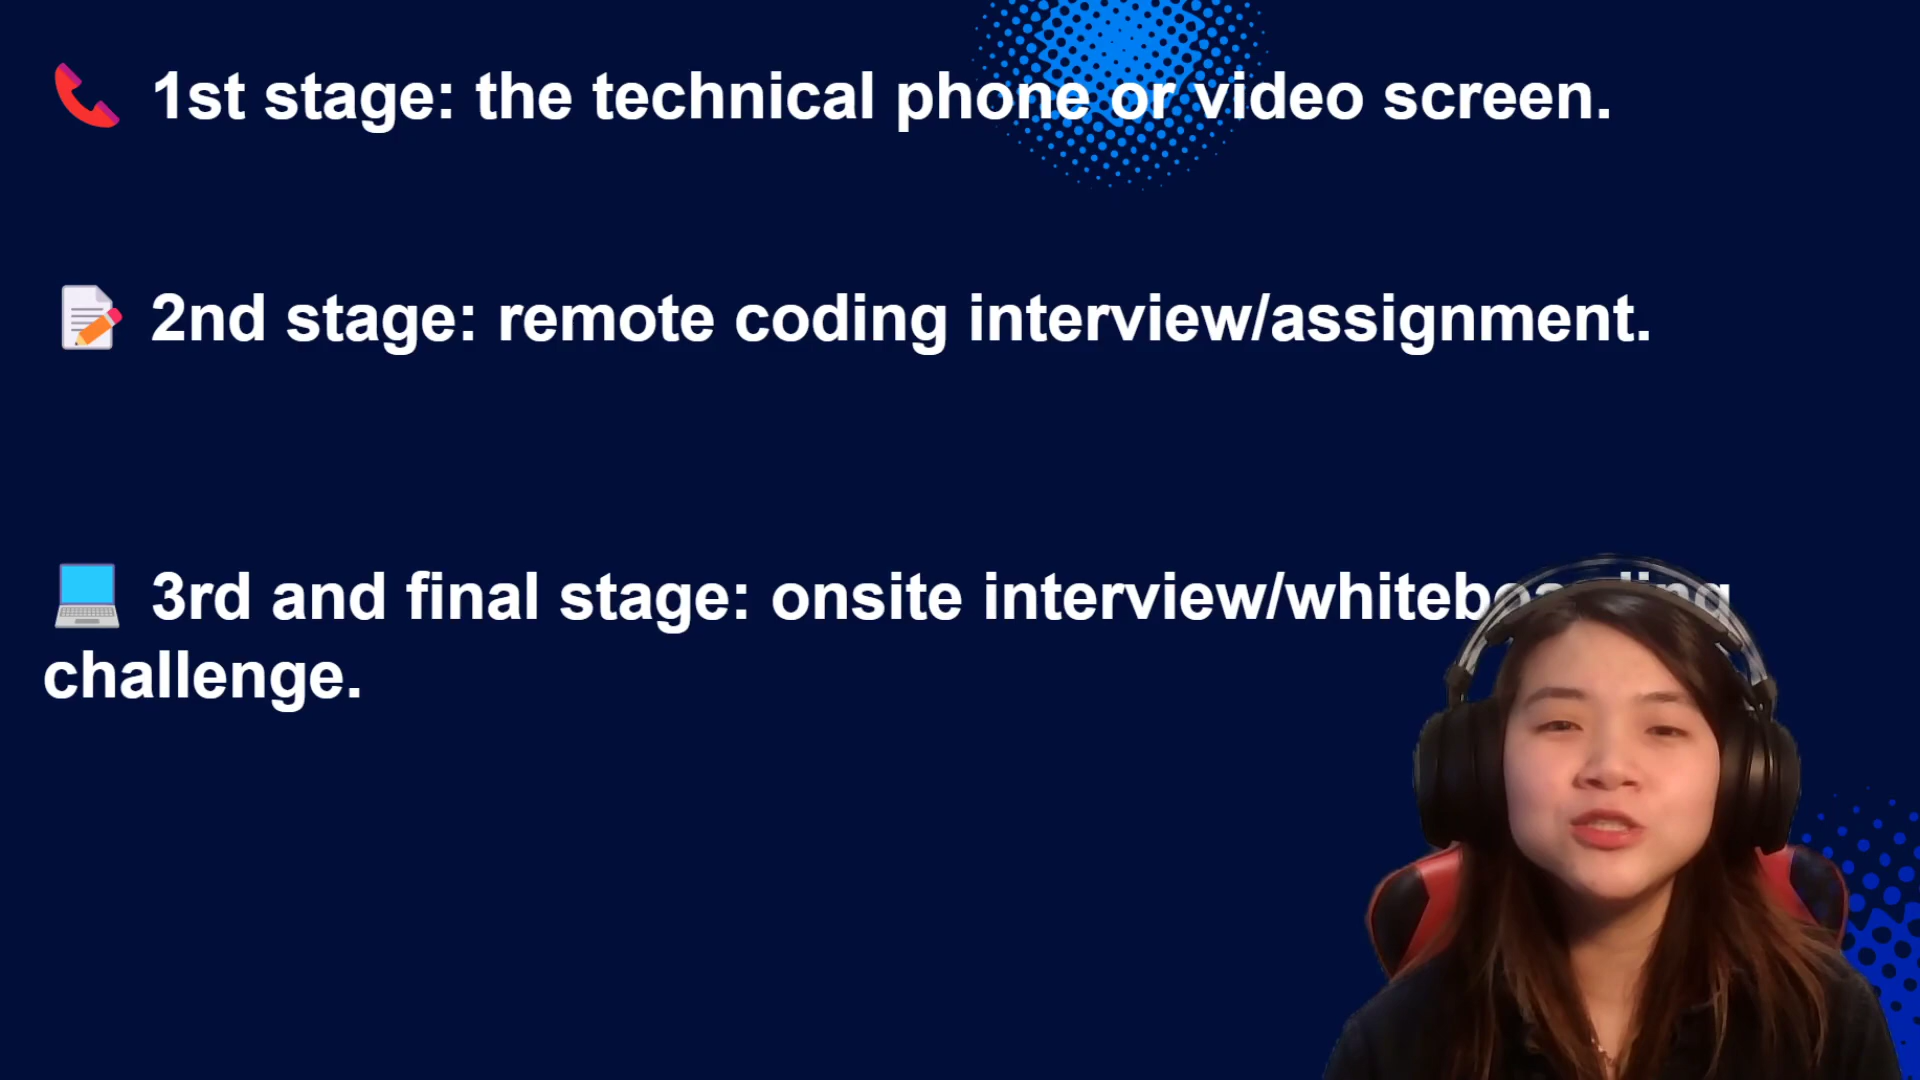 1st stage: the technical phone or video screen.
2nd stage: remote coding interview/assignment.
3rd and final stage: onsite interview/whiteboarding
challenge.